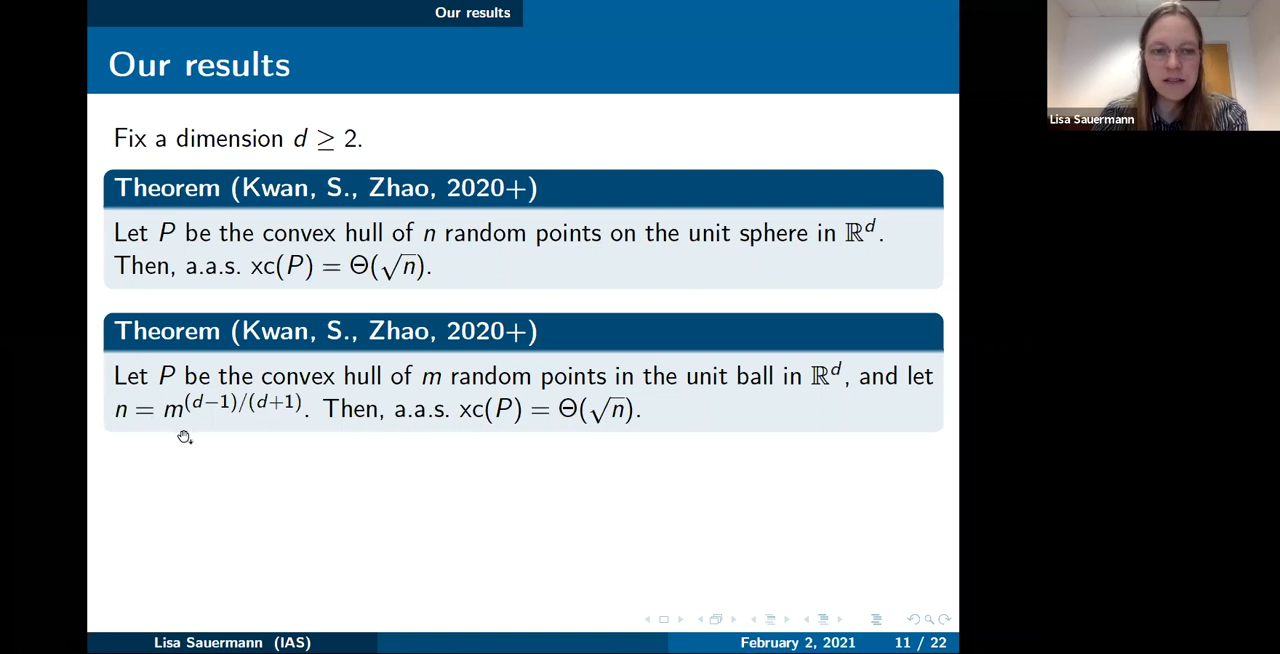 Our results
Our results
Lisa Sauermann
Fix a dimension d ≥ 2.
Theorem (Kwan, S., Zhao, 2020+)
Let P be the convex hull of n random points on the unit sphere in ℝᵈ.
Then, a.a.s. xc(P) = Θ(√n).
Theorem (Kwan, S., Zhao, 2020+)
Let P be the convex hull of m random points in the unit ball in ℝᵈ, and let
n = m^(d−1)/(d+1). Then, a.a.s. xc(P) = Θ(√n).
Lisa Sauermann (IAS)
February 2, 2021
11 / 22